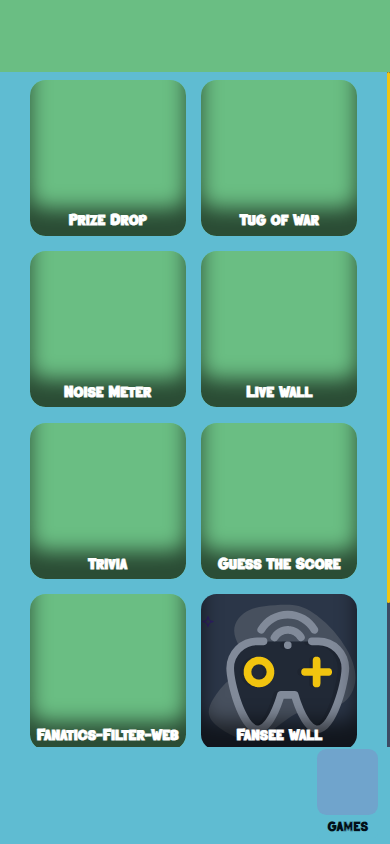 Prize Drop
Tug of War
Noise Meter
Live Wall
Trivia
Guess The Score
Fanatics-Filter-Web
Fansee Wall
GAMES